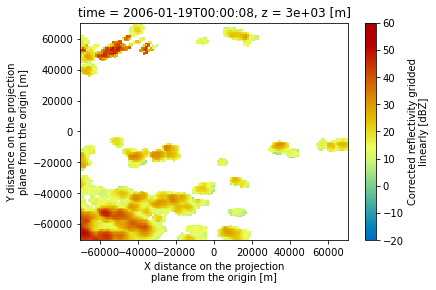 time = 2006-01-19T00:00:08, z = 3e+03 [m]
60000
40000
20000
0
−20000
−40000
−60000
Y distance on the projection
plane from the origin [m]
−60000 −40000 −20000 0 20000 40000 60000
X distance on the projection
plane from the origin [m]
60
50
40
30
20
10
0
−10
−20
Corrected reflectivity gridded
linearly [dBZ]